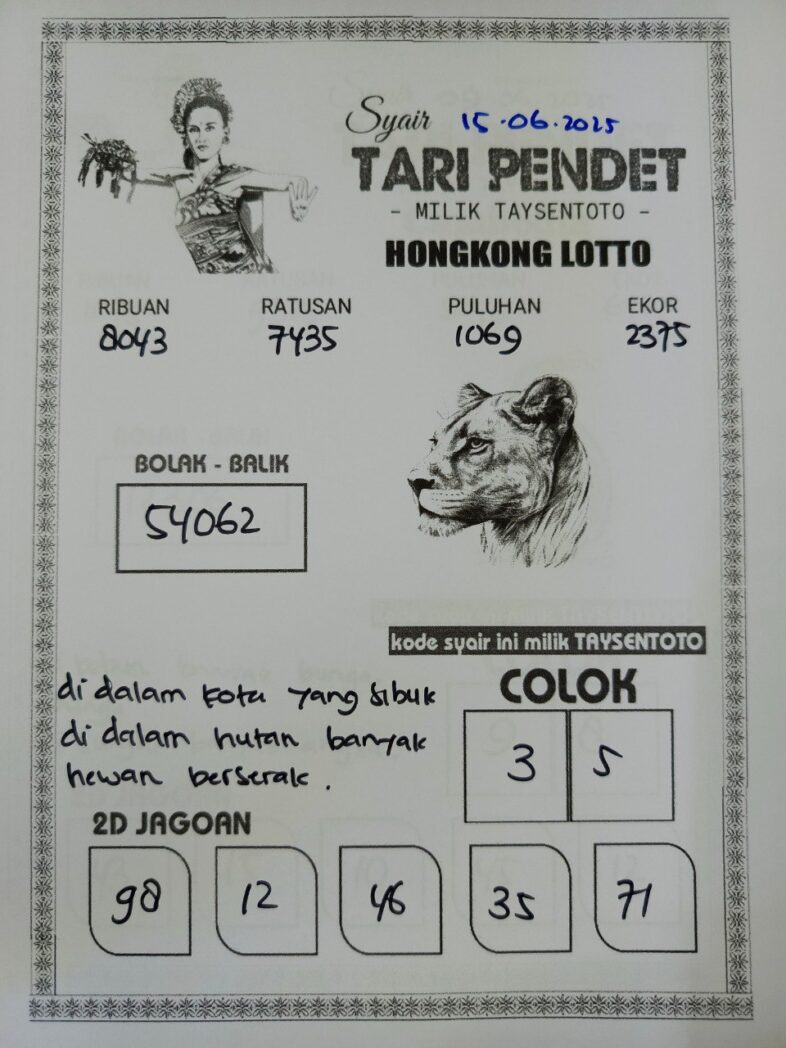 Syair 15.06.2025
TARI PENDET
- MILIK TAYSENTOTO -
HONGKONG LOTTO
RIBUAN RATUSAN PULUHAN EKOR
8043 7435 1069 2375
BOLAK - BALIK
54062
kode syair ini milik TAYSENTOTO
di dalam kota yang sibuk
di dalam hutan banyak
hewan berserak.
COLOK
3 5
2D JAGOAN
98 12 46 35 71